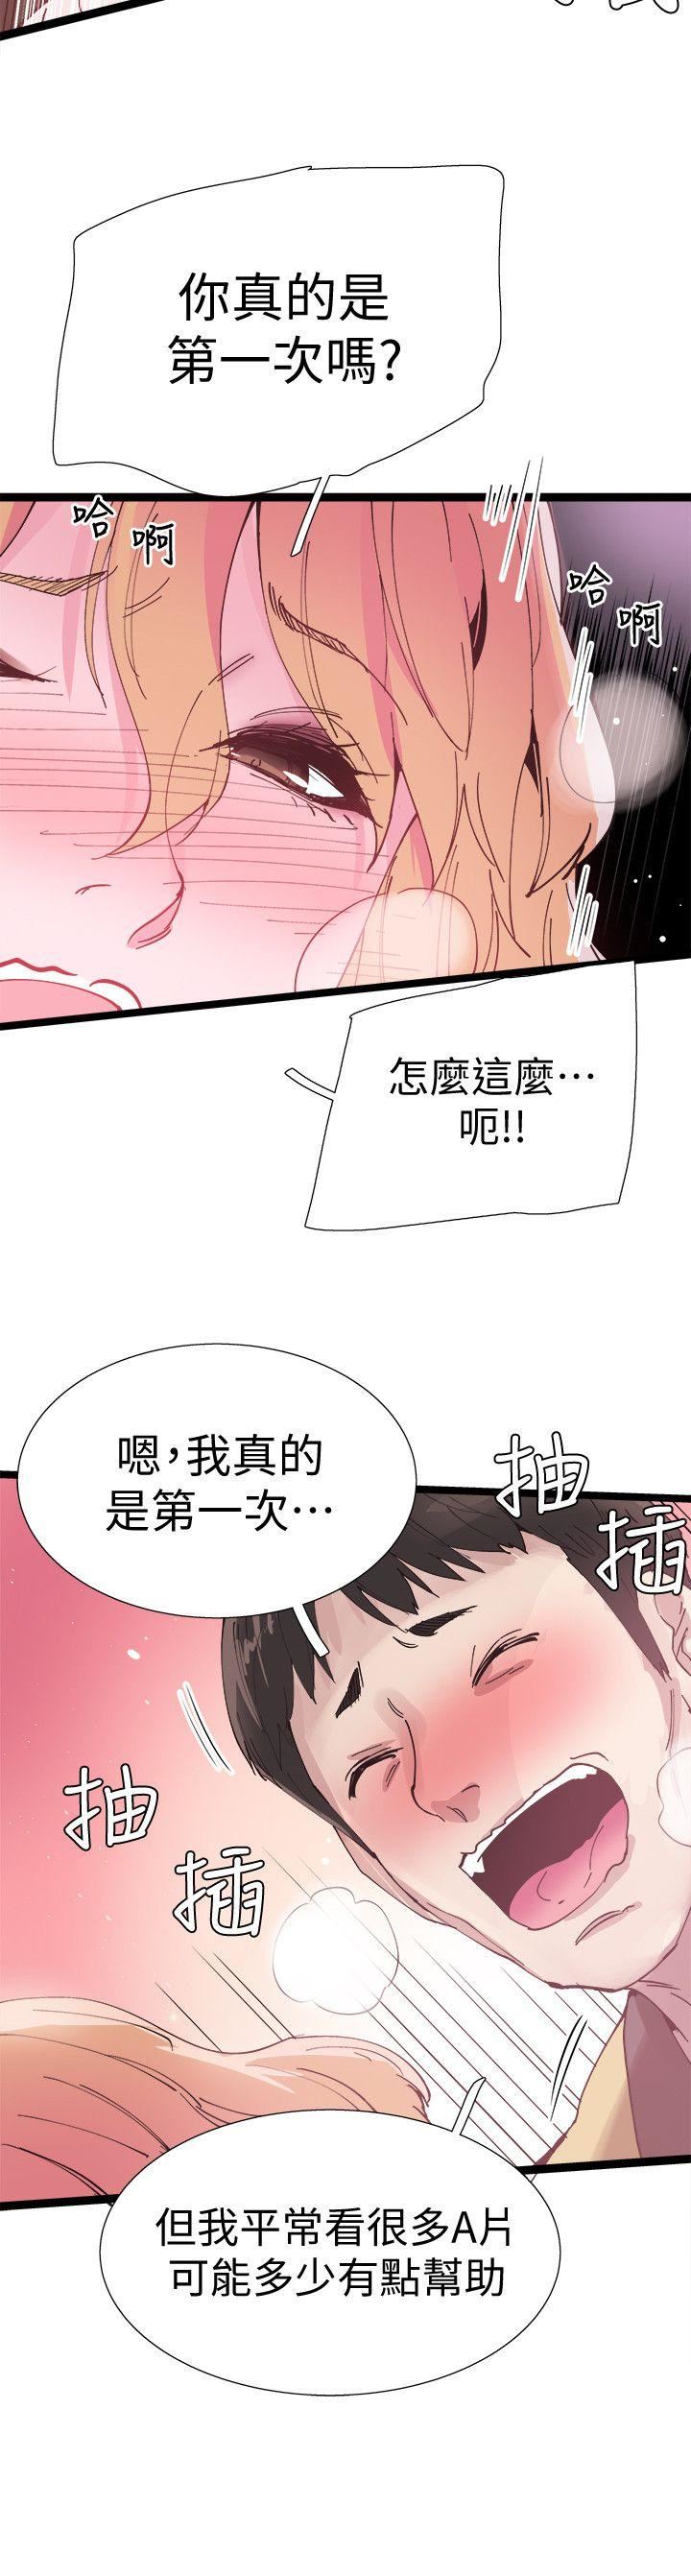 你真的是
第一次嗎?
哈
啊
哈
啊
怎麼這麼…
呃!!
嗯,我真的
是第一次…
抽
插
抽
插
但我平常看很多A片
可能多少有點幫助